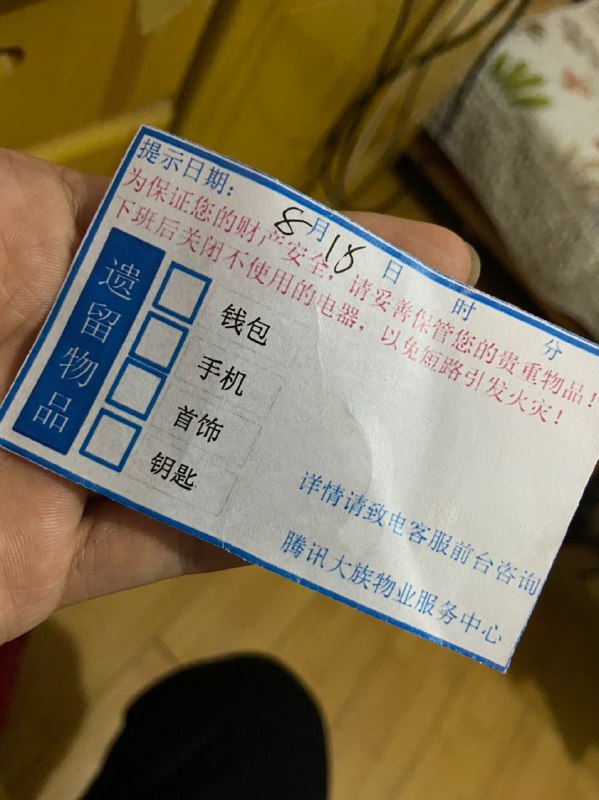 提示日期: 8月18日 时 分
为保证您的财产安全，请妥善保管您的贵重物品!
下班后关闭不使用的电器，以免短路引发火灾!
遗留物品
钱包
手机
首饰
钥匙
详情请致电客服前台咨询
腾讯大族物业服务中心